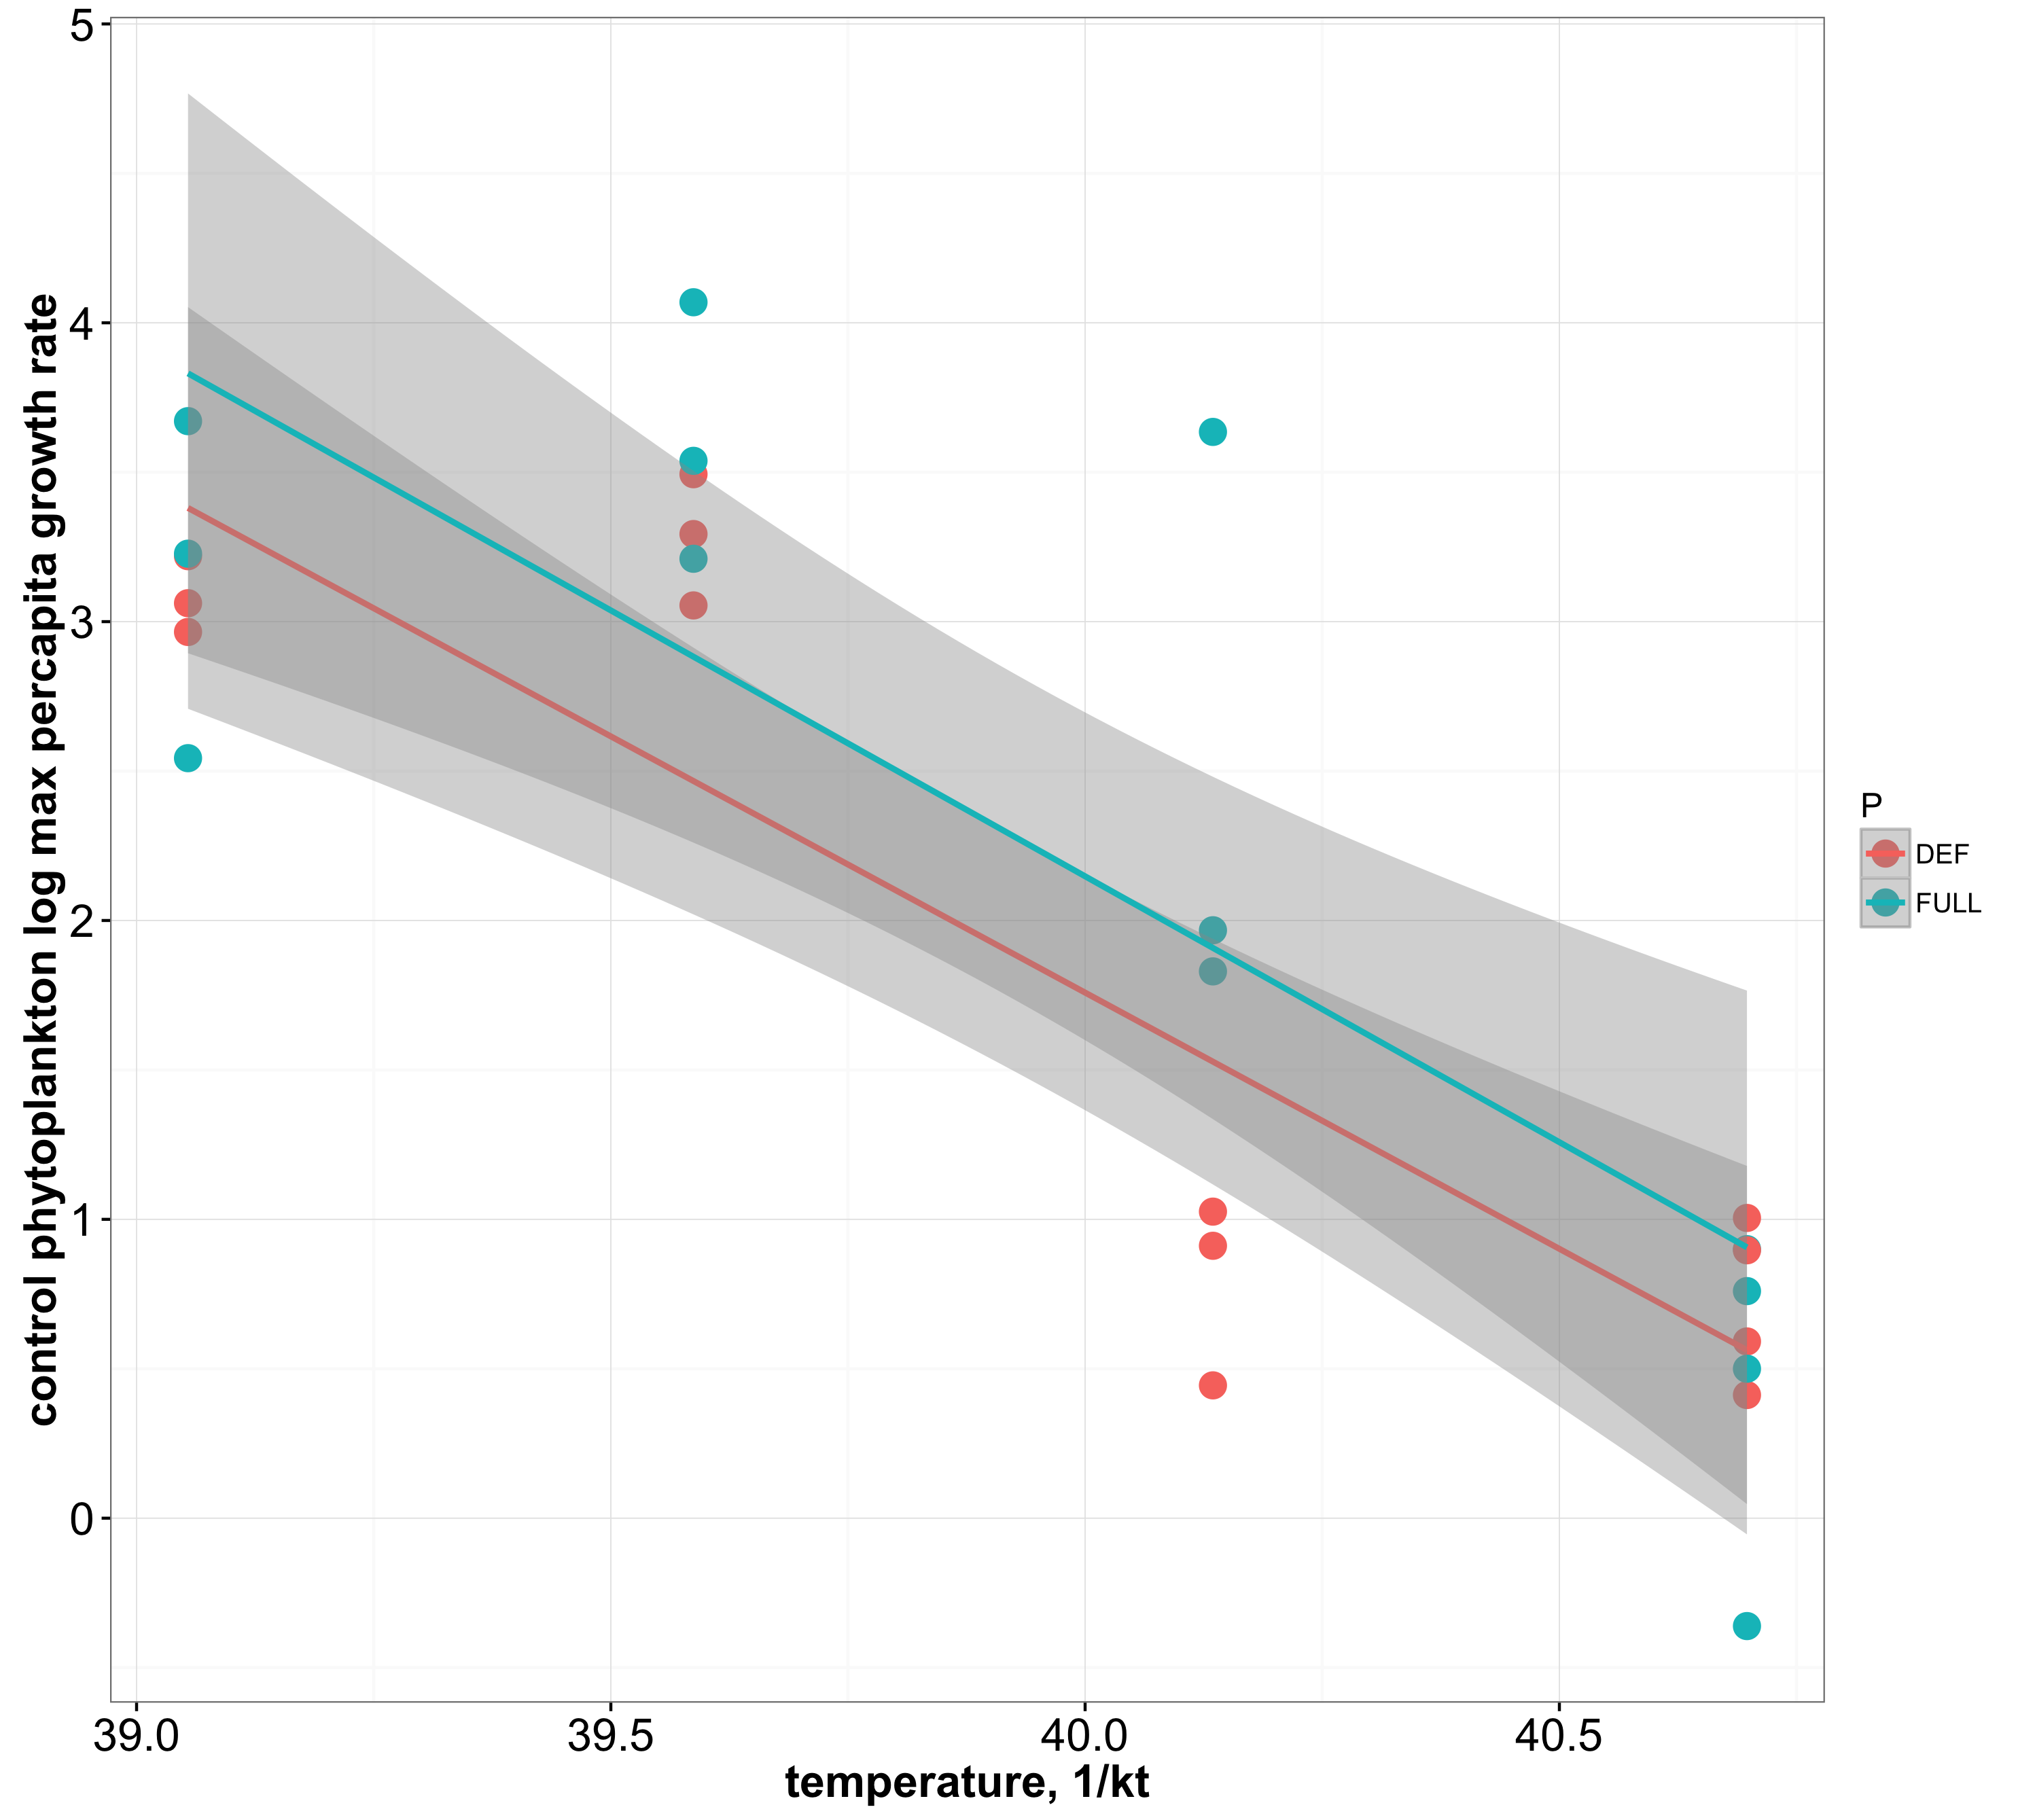 control phytoplankton log max percapita growth rate
5
4
3
2
1
0
39.0 39.5 40.0 40.5
temperature, 1/kt
P
DEF
FULL